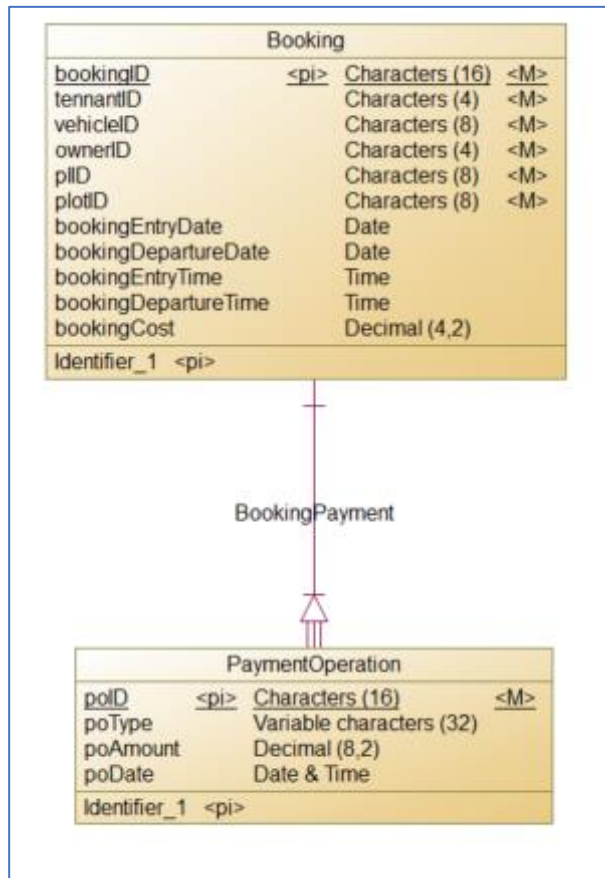 Booking
bookingID <pi> Characters (16) <M>
tennantID Characters (4) <M>
vehicleID Characters (8) <M>
ownerID Characters (4) <M>
plID Characters (8) <M>
plotID Characters (8) <M>
bookingEntryDate Date
bookingDepartureDate Date
bookingEntryTime Time
bookingDepartureTime Time
bookingCost Decimal (4,2)
Identifier_1 <pi>
BookingPayment
PaymentOperation
poID <pi> Characters (16) <M>
poType Variable characters (32)
poAmount Decimal (8,2)
poDate Date & Time
Identifier_1 <pi>